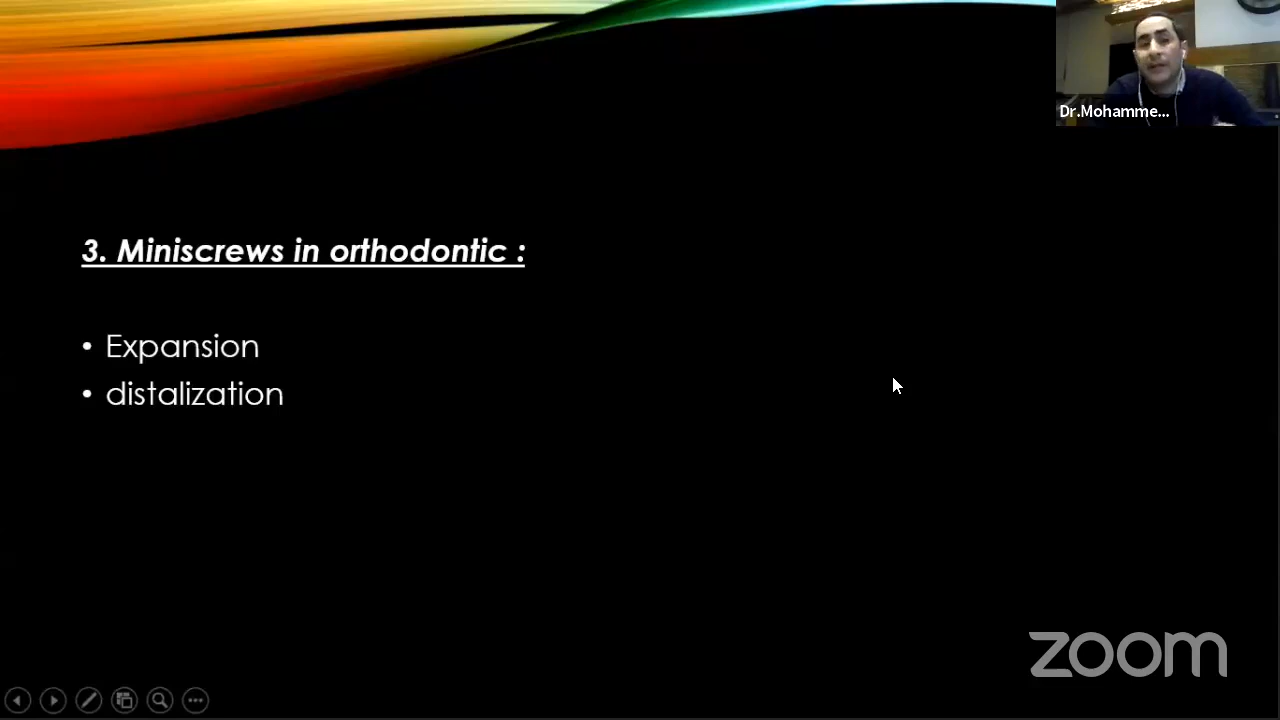 Dr.Mohamme...
3. Miniscrews in orthodontic :
• Expansion
• distalization
zoom